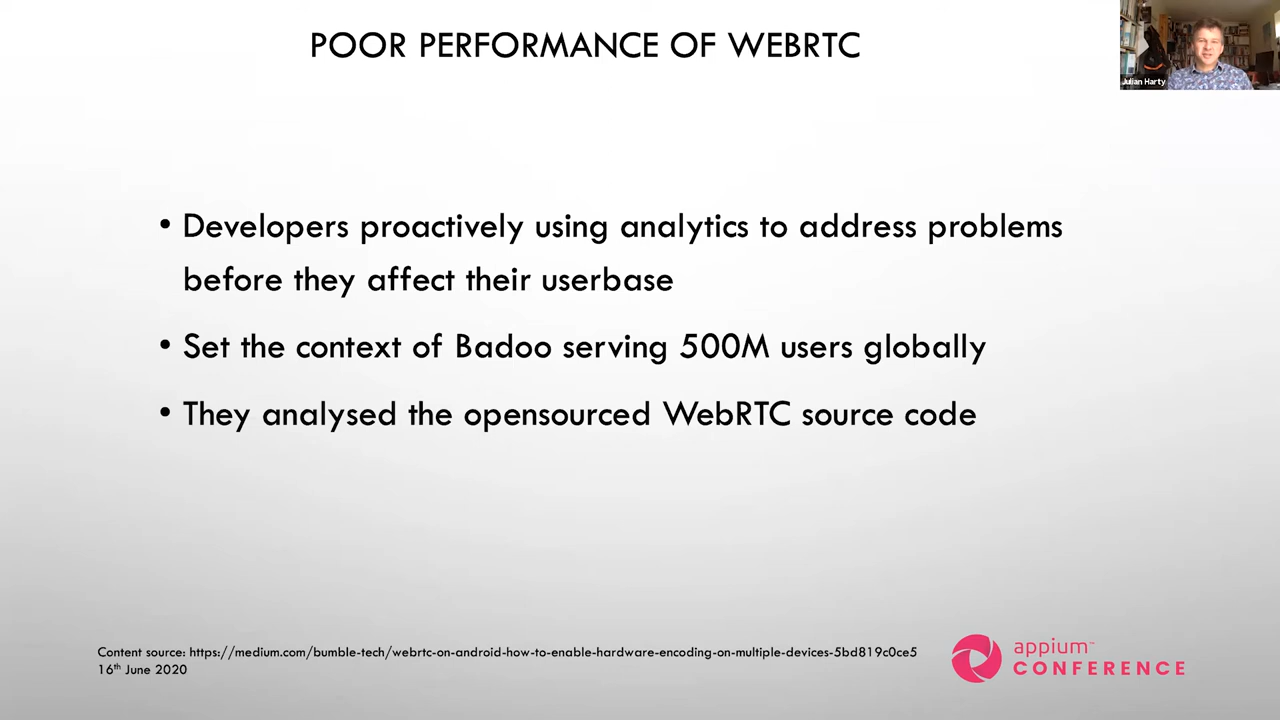 POOR PERFORMANCE OF WEBRTC
Julian Harty
• Developers proactively using analytics to address problems
before they affect their userbase
• Set the context of Badoo serving 500M users globally
• They analysed the opensourced WebRTC source code
Content source: https://medium.com/bumble-tech/webrtc-on-android-how-to-enable-hardware-encoding-on-multiple-devices-5bd819c0ce5
16th June 2020
appium™
CONFERENCE